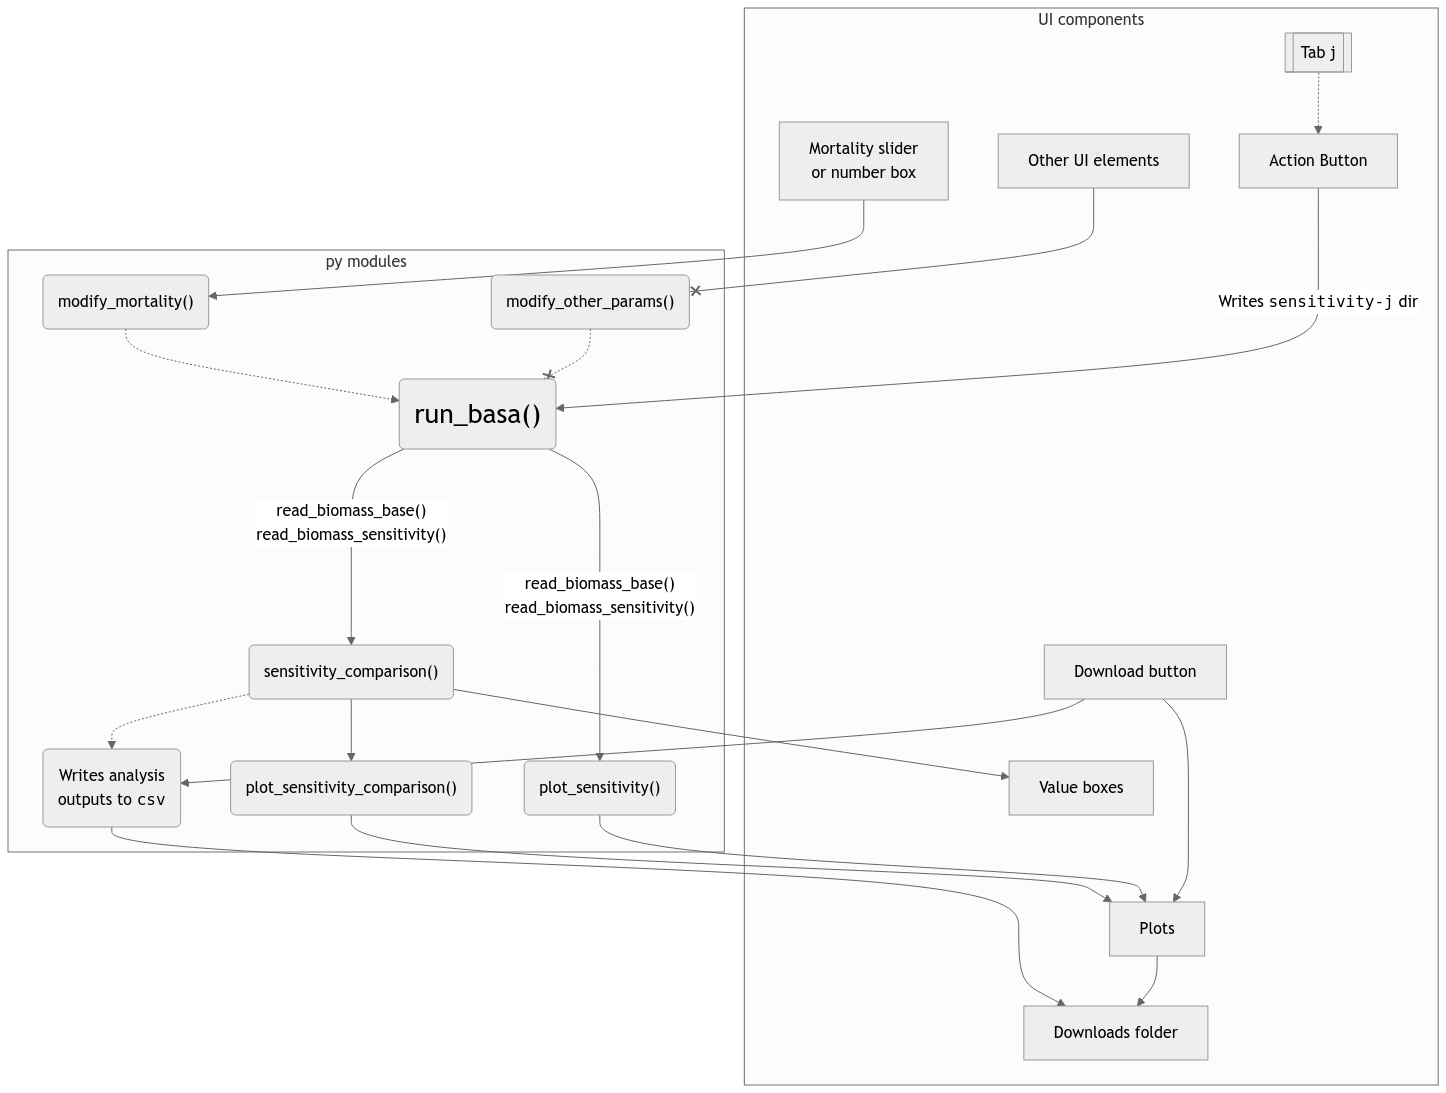 UI components
Tab j
Mortality slider
or number box
Other UI elements
Action Button
py modules
modify_mortality()
modify_other_params()
Writes sensitivity-j dir
run_basa()
read_biomass_base()
read_biomass_sensitivity()
read_biomass_base()
read_biomass_sensitivity()
sensitivity_comparison()
Download button
Writes analysis
outputs to csv
plot_sensitivity_comparison()
plot_sensitivity()
Value boxes
Plots
Downloads folder